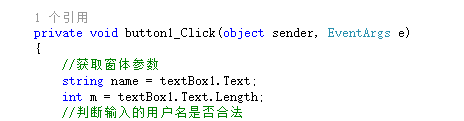 1 个引用
private void button1_Click(object sender, EventArgs e)
{
//获取窗体参数
string name = textBox1.Text;
int m = textBox1.Text.Length;
//判断输入的用户名是否合法